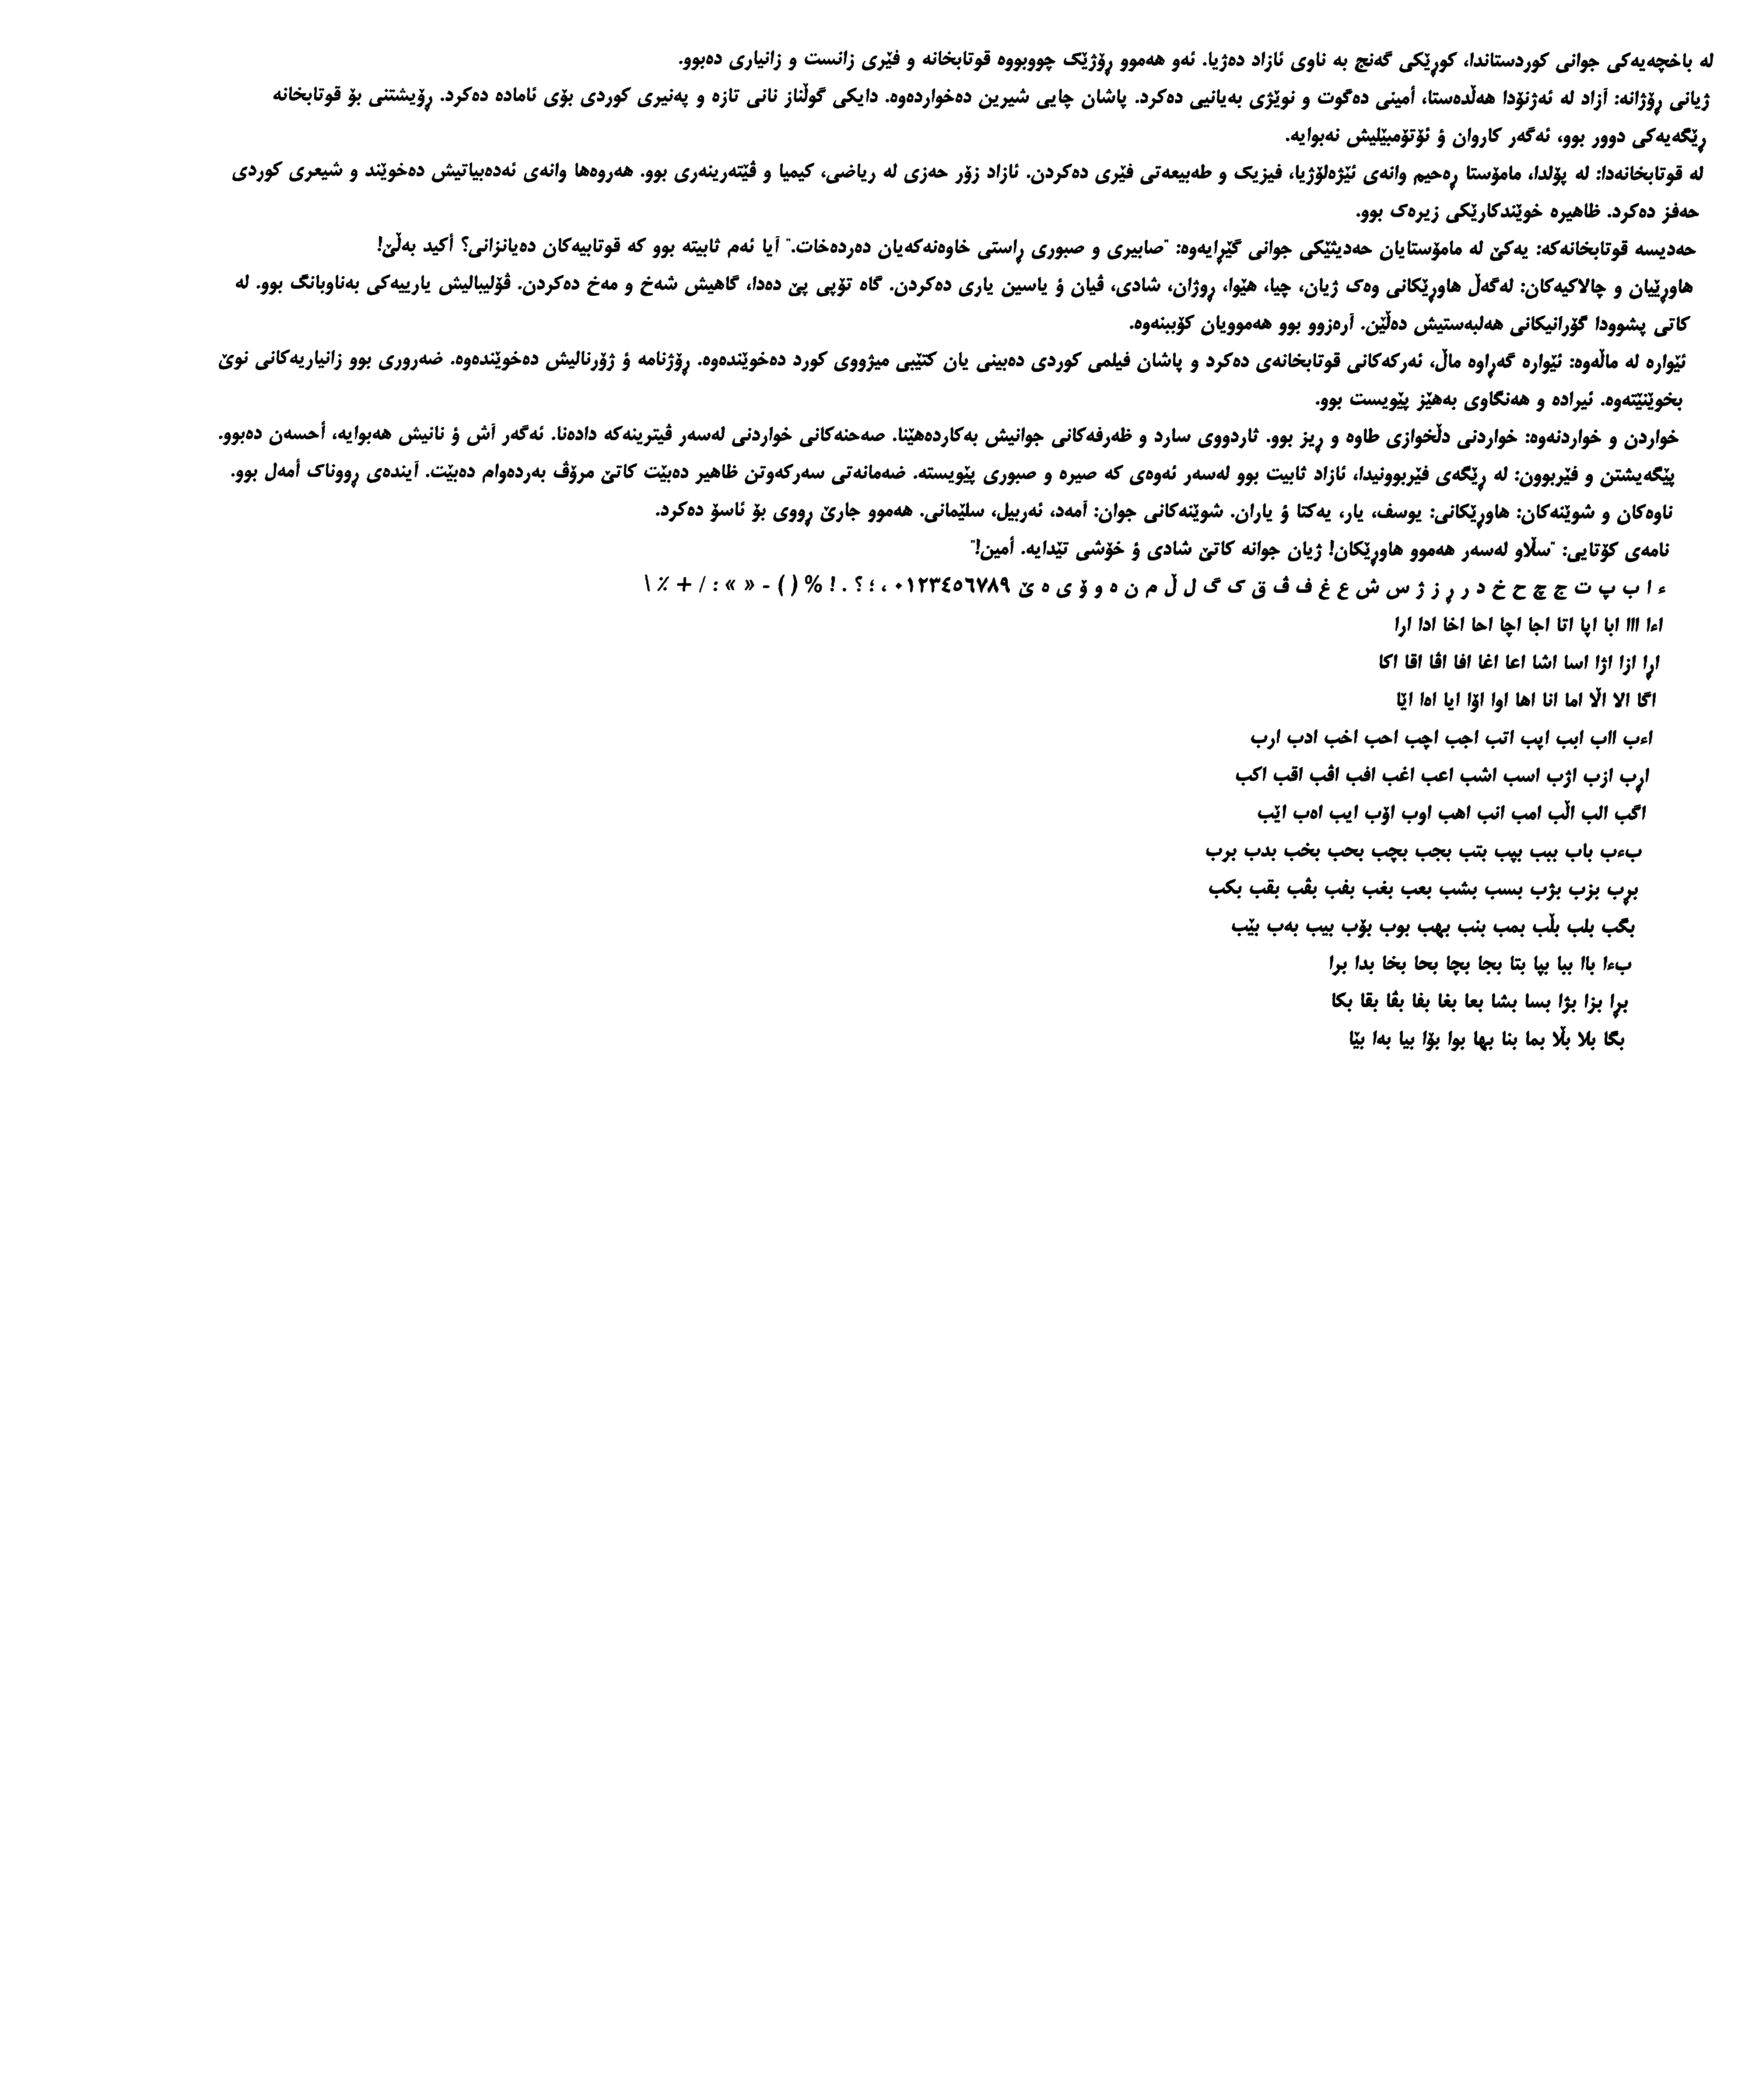 لە باخچەیەکی جوانی کوردستاندا، کوڕێکی گەنج بە ناوی ئازاد دەژیا. ئەو هەموو ڕۆژێک چووبووە قوتابخانە و فێری زانست و زانیاری دەبوو.
ژیانی ڕۆژانە: آزاد لە ئەژنۆدا هەڵدەستا، أمینی دەگوت و نوێژی بەیانیی دەکرد. پاشان چایی شیرین دەخواردەوە. دایکی گوڵناز نانی تازە و پەنیری کوردی بۆی ئامادە دەکرد. ڕۆیشتنی بۆ قوتابخانە
ڕێگەیەکی دوور بوو، ئەگەر کاروان ؤ ئۆتۆمبێلیش نەبوایە.
لە قوتابخانەدا: لە پۆلدا، مامۆستا ڕەحیم وانەی ئێژەلۆژیا، فیزیک و طەبیعەتی فێری دەکردن. ئازاد زۆر حەزی لە ریاضی، کیمیا و ڤێتەرینەری بوو. هەروەها وانەی ئەدەبیاتیش دەخوێند و شیعری کوردی
حەفز دەکرد. ظاهیرە خوێندکارێکی زیرەک بوو.
حەدیسە قوتابخانەکە: یەکێ لە مامۆستایان حەدیثێکی جوانی گێڕایەوە: "صابیری و صبوری ڕاستی خاوەنەکەیان دەردەخات." آیا ئەم ثابیتە بوو کە قوتابیەکان دەیانزانی؟ أکید بەڵێ!
هاوڕێیان و چالاکیەکان: لەگەڵ هاوڕێکانی وەک ژیان، چیا، هێوا، ڕوژان، شادی، ڤیان ؤ یاسین یاری دەکردن. گاە تۆپی پێ دەدا، گاهیش شەخ و مەخ دەکردن. ڤۆلیبالیش یارییەکی بەناوبانگ بوو. لە
کاتی پشوودا گۆرانیکانی هەلبەستیش دەڵێن. آرەزوو بوو هەموویان کۆببنەوە.
ئێوارە لە ماڵەوە: ئێوارە گەڕاوە ماڵ، ئەرکەکانی قوتابخانەی دەکرد و پاشان فیلمی کوردی دەبینی یان کتێبی میژووی کورد دەخوێندەوە. ڕۆژنامە ؤ ژۆرنالیش دەخوێندەوە. ضەروری بوو زانیاریەکانی نوێ
بخوێنێتەوە. ئیرادە و هەنگاوی بەهێز پێویست بوو.
خواردن و خواردنەوە: خواردنی دڵخوازی طاوە و ڕیز بوو. ثاردووی سارد و ظەرفەکانی جوانیش بەکاردەهێنا. صەحنەکانی خواردنی لەسەر ڤیترینەکە دادەنا. ئەگەر آش ؤ نانیش هەبوایە، أحسەن دەبوو.
پێگەیشتن و فێربوون: لە ڕێگەی فێربوونیدا، ئازاد ثابیت بوو لەسەر ئەوەی کە صیرە و صبوری پێویستە. ضەمانەتی سەرکەوتن ظاهیر دەبێت کاتێ مرۆڤ بەردەوام دەبێت. آیندەی ڕووناک أمەل بوو.
ناوەکان و شوێنەکان: هاوڕێکانی: یوسف، یار، یەکتا ؤ یاران. شوێنەکانی جوان: آمەد، ئەربیل، سلێمانی. هەموو جارێ ڕووی بۆ ئاسۆ دەکرد.
نامەی کۆتایی: "سڵاو لەسەر هەموو هاوڕێکان! ژیان جوانە کاتێ شادی ؤ خۆشی تێدایە. أمین!"
ء ا ب پ ت ج چ ح خ د ر ڕ ز ژ س ش ع غ ف ڤ ق ک گ ل ڵ م ن ە و ۆ ی ە ێ ٠١٢٣٤٥٦٧٨٩ ، ؛ ؟ . ! % ( ) - « » : / + ٪ \
اءا ااا ابا اپا اتا اجا اچا احا اخا ادا ارا
اڕا ازا اژا اسا اشا اعا اغا افا اڤا اقا اکا
اگا الا اڵا اما انا اها اوا اۆا ایا اەا اێا
اءب ااب ابب اپب اتب اجب اچب احب اخب ادب ارب
اڕب ازب اژب اسب اشب اعب اغب افب اڤب اقب اکب
اگب الب اڵب امب انب اهب اوب اۆب ایب اەب اێب
بءب باب ببب بپب بتب بجب بچب بحب بخب بدب برب
بڕب بزب بژب بسب بشب بعب بغب بفب بڤب بقب بکب
بگب بلب بڵب بمب بنب بهب بوب بۆب بیب بەب بێب
بءا باا ببا بپا بتا بجا بچا بحا بخا بدا برا
بڕا بزا بژا بسا بشا بعا بغا بفا بڤا بقا بکا
بگا بلا بڵا بما بنا بها بوا بۆا بیا بەا بێا